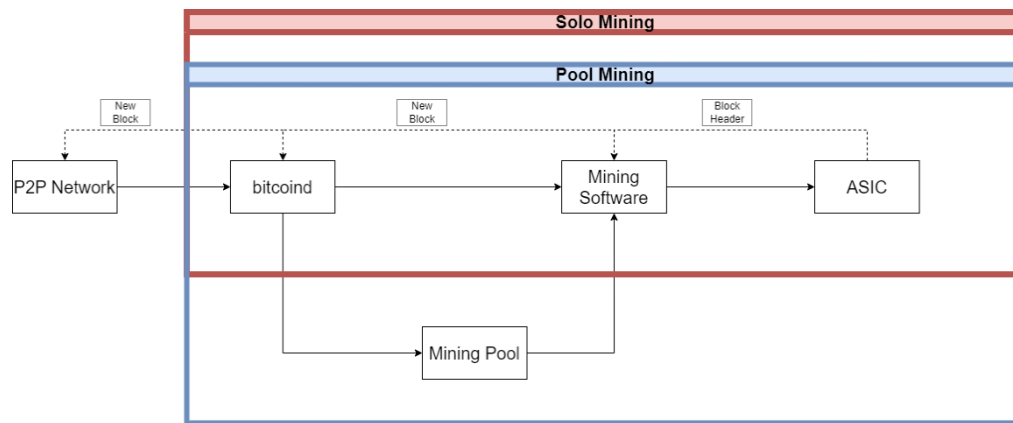 Solo Mining
Pool Mining
New
Block
New
Block
Block
Header
P2P Network
bitcoind
Mining
Software
ASIC
Mining Pool